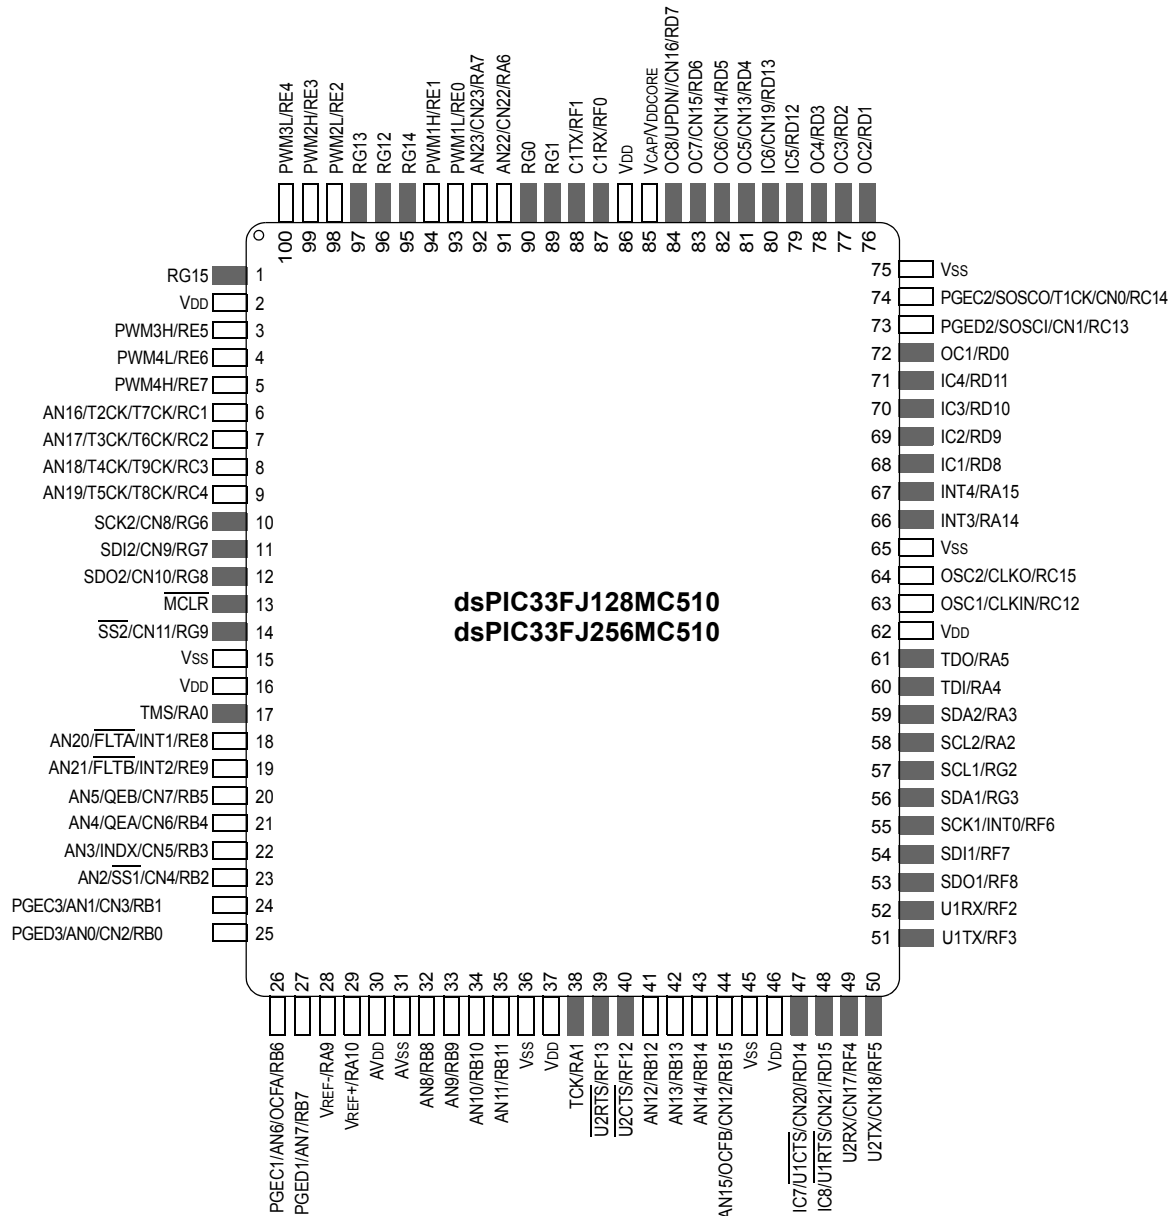 PWM3L/RE4
PWM2H/RE3
PWM2L/RE2
RG13
RG12
RG14
PWM1H/RE1
PWM1L/RE0
AN23/CN23/RA7
AN22/CN22/RA6
RG0
RG1
C1TX/RF1
C1RX/RF0
VDD
VCAP/VDDCORE
OC8/UPDN//CN16/RD7
OC7/CN15/RD6
OC6/CN14/RD5
OC5/CN13/RD4
IC6/CN19/RD13
IC5/RD12
OC4/RD3
OC3/RD2
OC2/RD1
100 99 98 97 96 95 94 93 92 91 90 89 88 87 86 85 84 83 82 81 80 79 78 77 76
RG15 1
VDD 2
PWM3H/RE5 3
PWM4L/RE6 4
PWM4H/RE7 5
AN16/T2CK/T7CK/RC1 6
AN17/T3CK/T6CK/RC2 7
AN18/T4CK/T9CK/RC3 8
AN19/T5CK/T8CK/RC4 9
SCK2/CN8/RG6 10
SDI2/CN9/RG7 11
SDO2/CN10/RG8 12
MCLR 13
SS2/CN11/RG9 14
VSS 15
VDD 16
TMS/RA0 17
AN20/FLTA/INT1/RE8 18
AN21/FLTB/INT2/RE9 19
AN5/QEB/CN7/RB5 20
AN4/QEA/CN6/RB4 21
AN3/INDX/CN5/RB3 22
AN2/SS1/CN4/RB2 23
PGEC3/AN1/CN3/RB1 24
PGED3/AN0/CN2/RB0 25
dsPIC33FJ128MC510
dsPIC33FJ256MC510
75 VSS
74 PGEC2/SOSCO/T1CK/CN0/RC14
73 PGED2/SOSCI/CN1/RC13
72 OC1/RD0
71 IC4/RD11
70 IC3/RD10
69 IC2/RD9
68 IC1/RD8
67 INT4/RA15
66 INT3/RA14
65 VSS
64 OSC2/CLKO/RC15
63 OSC1/CLKIN/RC12
62 VDD
61 TDO/RA5
60 TDI/RA4
59 SDA2/RA3
58 SCL2/RA2
57 SCL1/RG2
56 SDA1/RG3
55 SCK1/INT0/RF6
54 SDI1/RF7
53 SDO1/RF8
52 U1RX/RF2
51 U1TX/RF3
26 27 28 29 30 31 32 33 34 35 36 37 38 39 40 41 42 43 44 45 46 47 48 49 50
PGEC1/AN6/OCFA/RB6
PGED1/AN7/RB7
VREF-/RA9
VREF+/RA10
AVDD
AVSS
AN8/RB8
AN9/RB9
AN10/RB10
AN11/RB11
VSS
VDD
TCK/RA1
U2RTS/RF13
U2CTS/RF12
AN12/RB12
AN13/RB13
AN14/RB14
AN15/OCFB/CN12/RB15
VSS
VDD
IC7/U1CTS/CN20/RD14
IC8/U1RTS/CN21/RD15
U2RX/CN17/RF4
U2TX/CN18/RF5